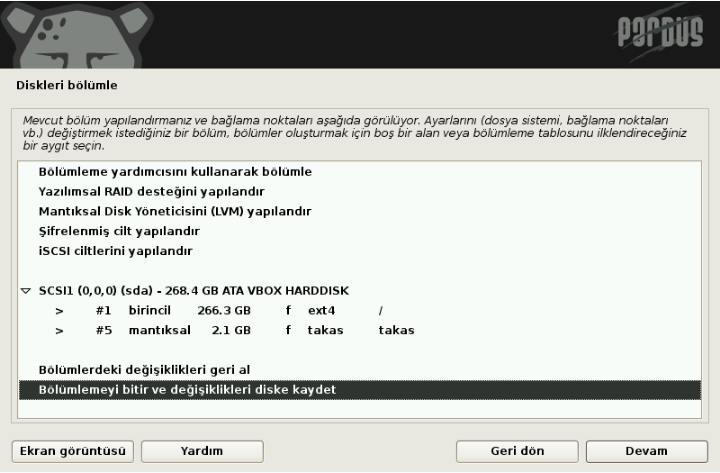 PARDUS
Diskleri bölümle
Mevcut bölüm yapılandırmanız ve bağlama noktaları aşağıda görülüyor. Ayarlarını (dosya sistemi, bağlama noktaları
vb.) değiştirmek istediğiniz bir bölüm, bölümler oluşturmak için boş bir alan veya bölümleme tablosunu ilklendireceğiniz
bir aygıt seçin.
Bölümleme yardımcısını kullanarak bölümle
Yazılımsal RAID desteğini yapılandır
Mantıksal Disk Yöneticisini (LVM) yapılandır
Şifrelenmiş cilt yapılandır
iSCSI ciltlerini yapılandır
SCSI1 (0,0,0) (sda) - 268.4 GB ATA VBOX HARDDISK
> #1 birincil 266.3 GB f ext4 /
> #5 mantıksal 2.1 GB f takas takas
Bölümlerdeki değişiklikleri geri al
Bölümlemeyi bitir ve değişiklikleri diske kaydet
Ekran görüntüsü Yardım Geri dön Devam